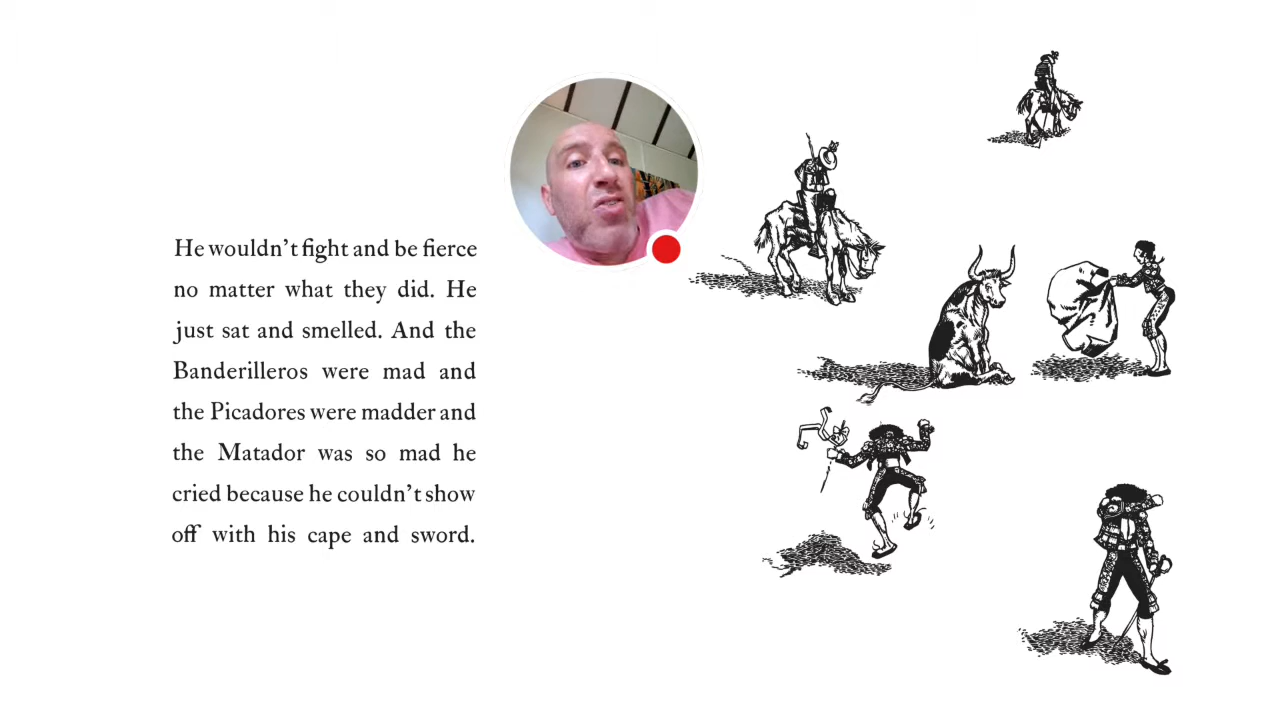 He wouldn't fight and be fierce
no matter what they did. He
just sat and smelled. And the
Banderilleros were mad and
the Picadores were madder and
the Matador was so mad he
cried because he couldn't show
off with his cape and sword.